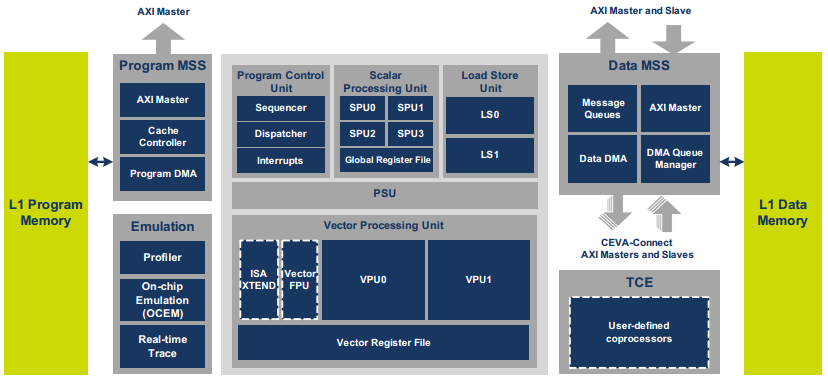 AXI Master
AXI Master and Slave
L1 Program
Memory
Program MSS
AXI Master
Cache
Controller
Program DMA
Emulation
Profiler
On-chip
Emulation
(OCEM)
Real-time
Trace
Program Control
Unit
Sequencer
Dispatcher
Interrupts
Scalar
Processing Unit
SPU0
SPU1
SPU2
SPU3
Global Register File
Load Store
Unit
LS0
LS1
PSU
Vector Processing Unit
ISA
XTEND
Vector
FPU
VPU0
VPU1
Vector Register File
Data MSS
Message
Queues
AXI Master
Data DMA
DMA Queue
Manager
CEVA-Connect
AXI Masters and Slaves
TCE
User-defined
coprocessors
L1 Data
Memory